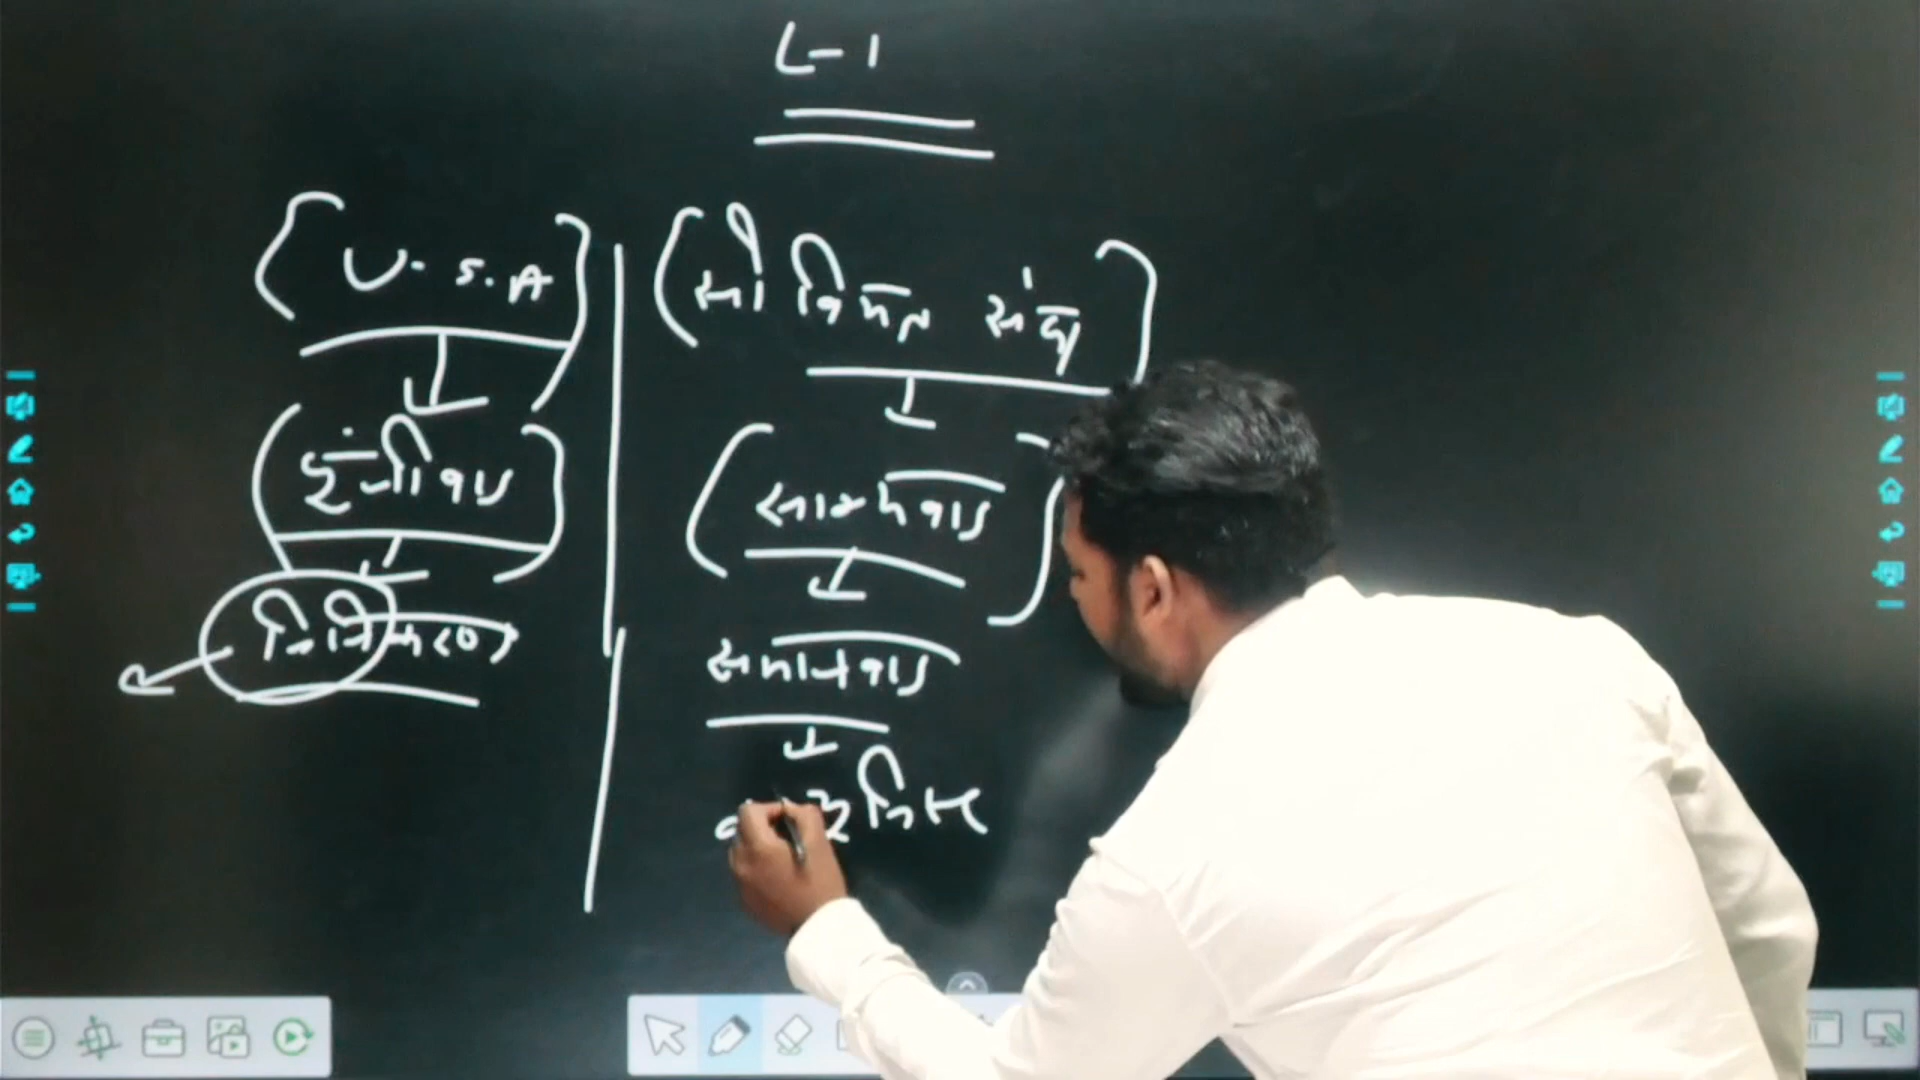 L-1
U.S.A
पूंजीवाद
निजिकरण
सोवियत संघ
साम्यवाद
समाजवाद